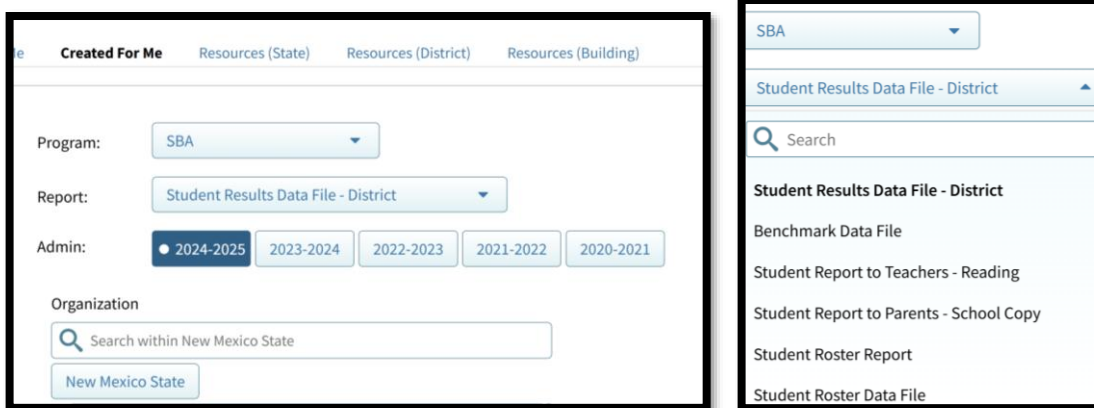 Created For Me Resources (State) Resources (District) Resources (Building)
Program: SBA
Report: Student Results Data File - District
Admin: 2024-2025 2023-2024 2022-2023 2021-2022 2020-2021
Organization
Search within New Mexico State
New Mexico State
SBA
Student Results Data File - District
Search
Student Results Data File - District
Benchmark Data File
Student Report to Teachers - Reading
Student Report to Parents - School Copy
Student Roster Report
Student Roster Data File